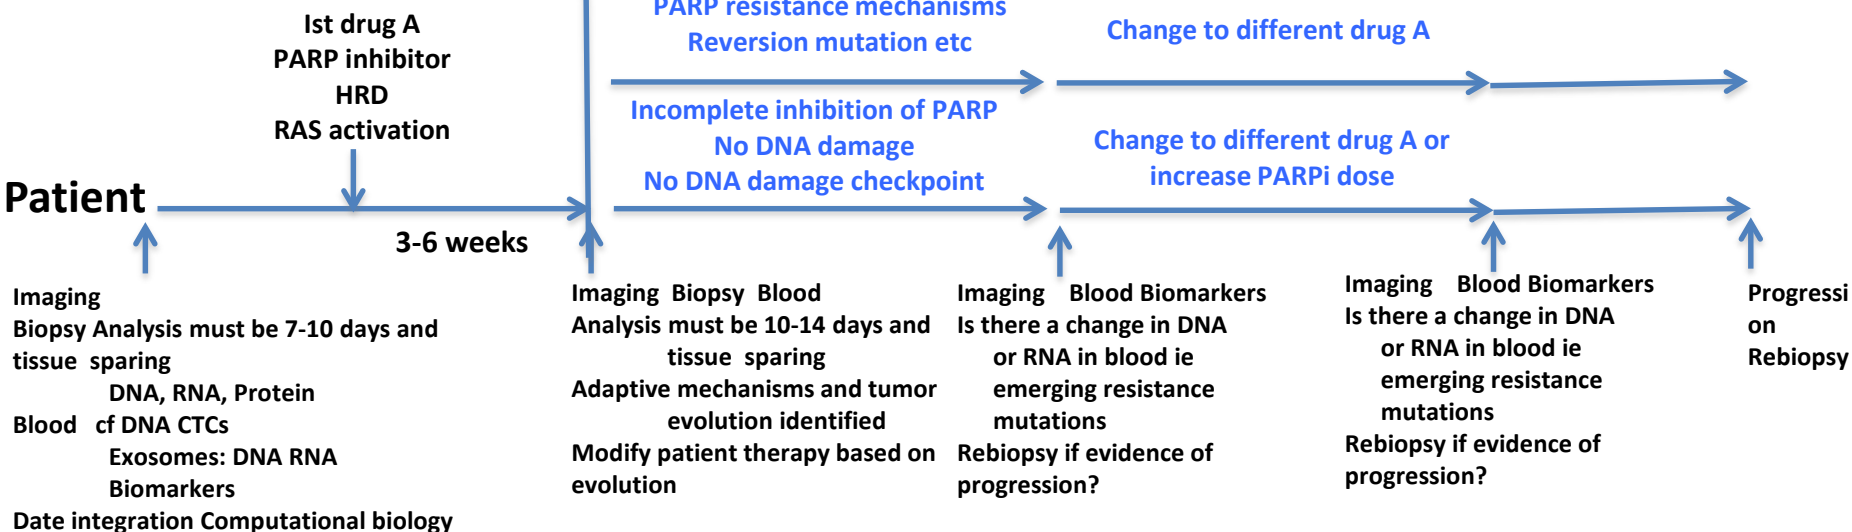 Ist drug A
PARP inhibitor
HRD
RAS activation
PARP resistance mechanisms
Reversion mutation etc
Change to different drug A
Incomplete inhibition of PARP
No DNA damage
No DNA damage checkpoint
Change to different drug A or
increase PARPi dose
Patient
3-6 weeks
Imaging
Biopsy Analysis must be 7-10 days and
tissue sparing
DNA, RNA, Protein
Blood cf DNA CTCs
Exosomes: DNA RNA
Biomarkers
Date integration Computational biology
Imaging Biopsy Blood
Analysis must be 10-14 days and
tissue sparing
Adaptive mechanisms and tumor
evolution identified
Modify patient therapy based on
evolution
Imaging Blood Biomarkers
Is there a change in DNA
or RNA in blood ie
emerging resistance
mutations
Rebiopsy if evidence of
progression?
Imaging Blood Biomarkers
Is there a change in DNA
or RNA in blood ie
emerging resistance
mutations
Rebiopsy if evidence of
progression?
Progressi
on
Rebiopsy